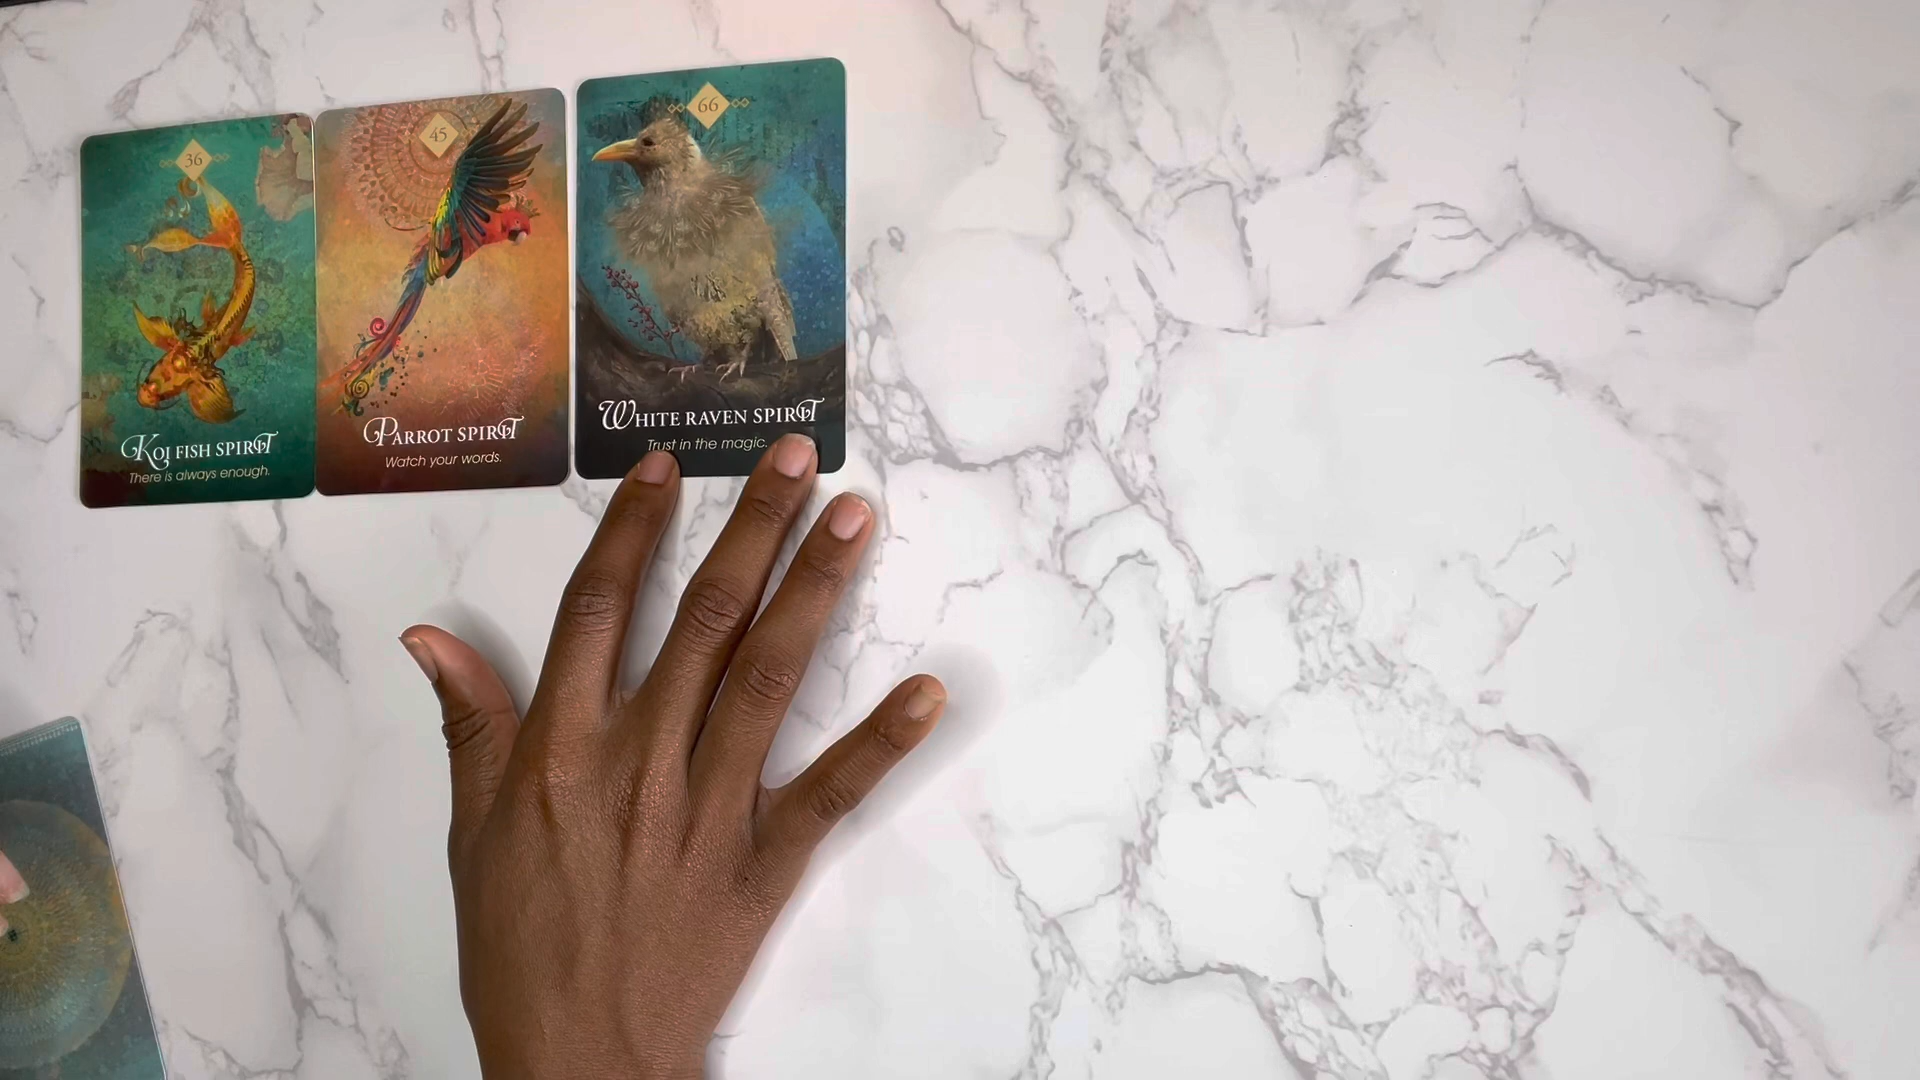 36
Koi fish spirit
There is always enough.
45
Parrot spirit
Watch your words.
66
White raven spirit
Trust in the magic.